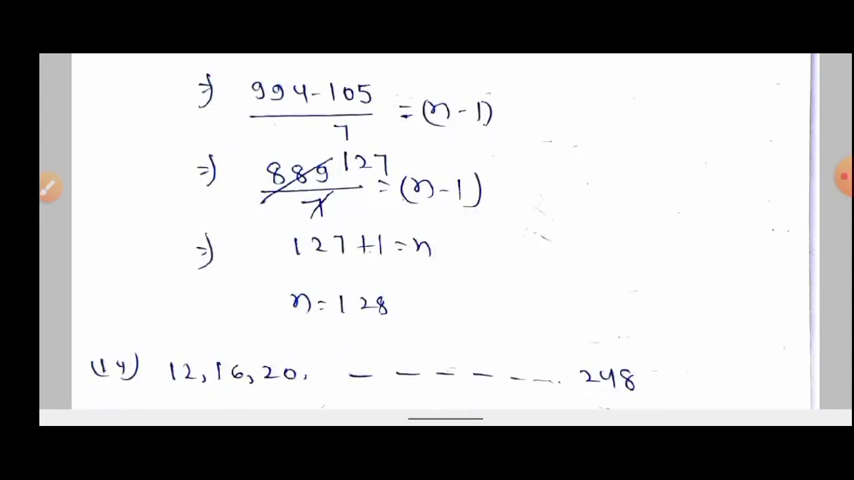 ⇒ 994-105/7 = (n-1)
⇒ 889/7 127 = (n-1)
⇒ 127+1=n
n=128
(14) 12,16,20, — — — — - - - . 248